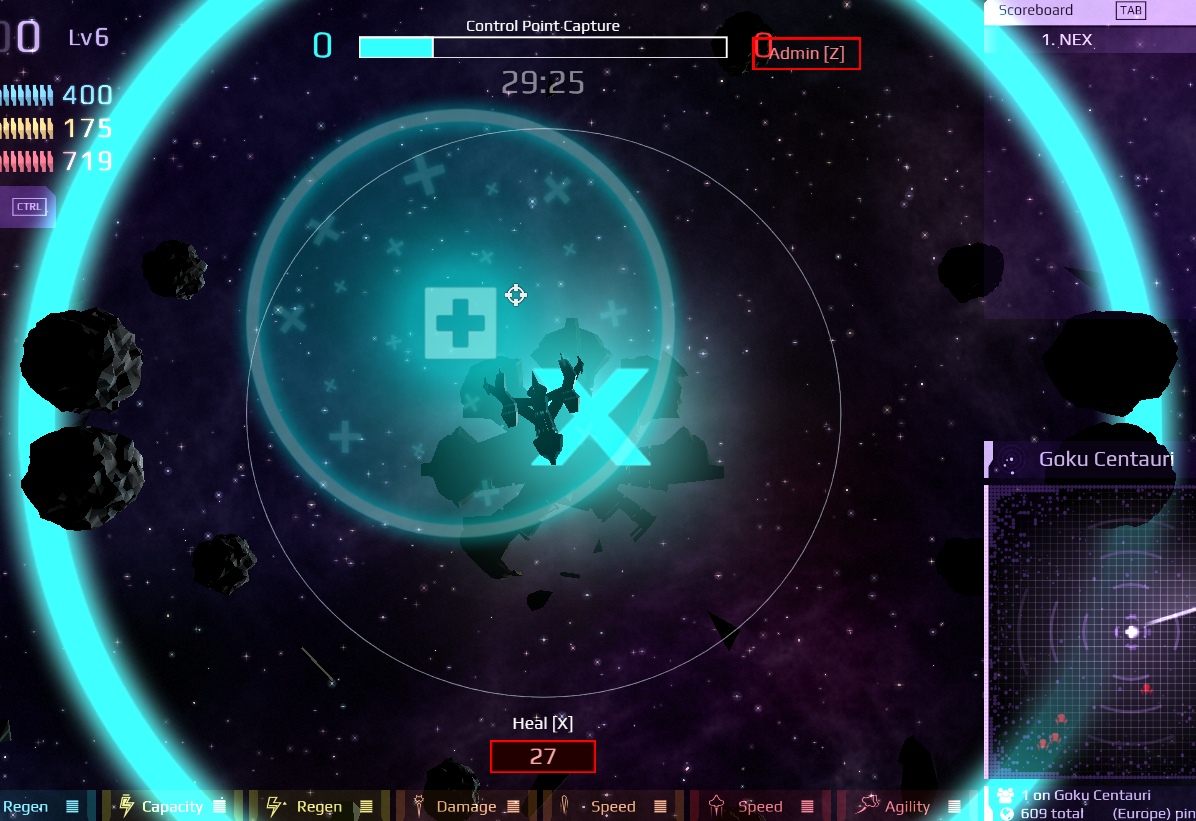 0 Lv6
400
175
719
CTRL
Control Point Capture
0
0
29:25
Admin [Z]
Scoreboard TAB
1. NEX
X
Goku Centauri
Heal [X]
27
Regen Capacity Regen Damage Speed Speed Agility
1 on Goku Centauri
609 total (Europe) pin